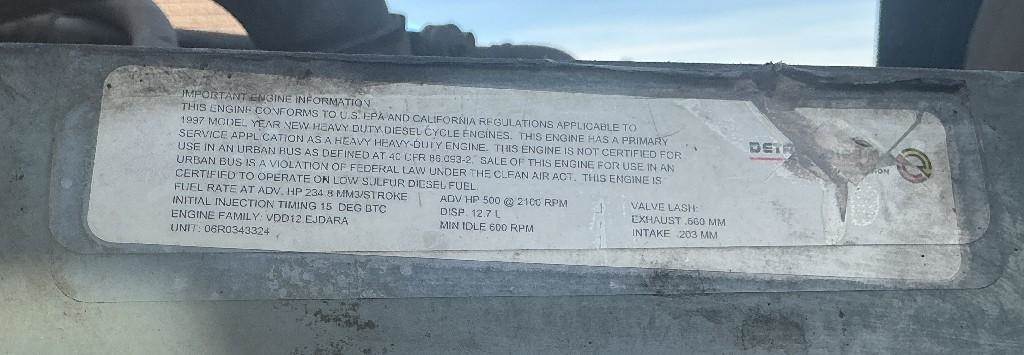 IMPORTANT ENGINE INFORMATION
THIS ENGINE CONFORMS TO U.S. EPA AND CALIFORNIA REGULATIONS APPLICABLE TO
1997 MODEL YEAR NEW HEAVY DUTY DIESEL CYCLE ENGINES. THIS ENGINE HAS A PRIMARY
SERVICE APPLICATION AS A HEAVY HEAVY-DUTY ENGINE. THIS ENGINE IS NOT CERTIFIED FOR
USE IN AN URBAN BUS AS DEFINED AT 40 CFR 86.093-2. SALE OF THIS ENGINE FOR USE IN AN
URBAN BUS IS A VIOLATION OF FEDERAL LAW UNDER THE CLEAN AIR ACT. THIS ENGINE IS
CERTIFIED TO OPERATE ON LOW SULFUR DIESEL FUEL.
FUEL RATE AT ADV. HP 234.8 MM3/STROKE
INITIAL INJECTION TIMING 15 DEG BTC
ENGINE FAMILY: VDD12.EJDARA
UNIT: 06R0343324
ADV HP 500 @ 2100 RPM
DISP. 12.7 L
MIN IDLE 600 RPM
VALVE LASH:
EXHAUST .660 MM
INTAKE .203 MM
DETR